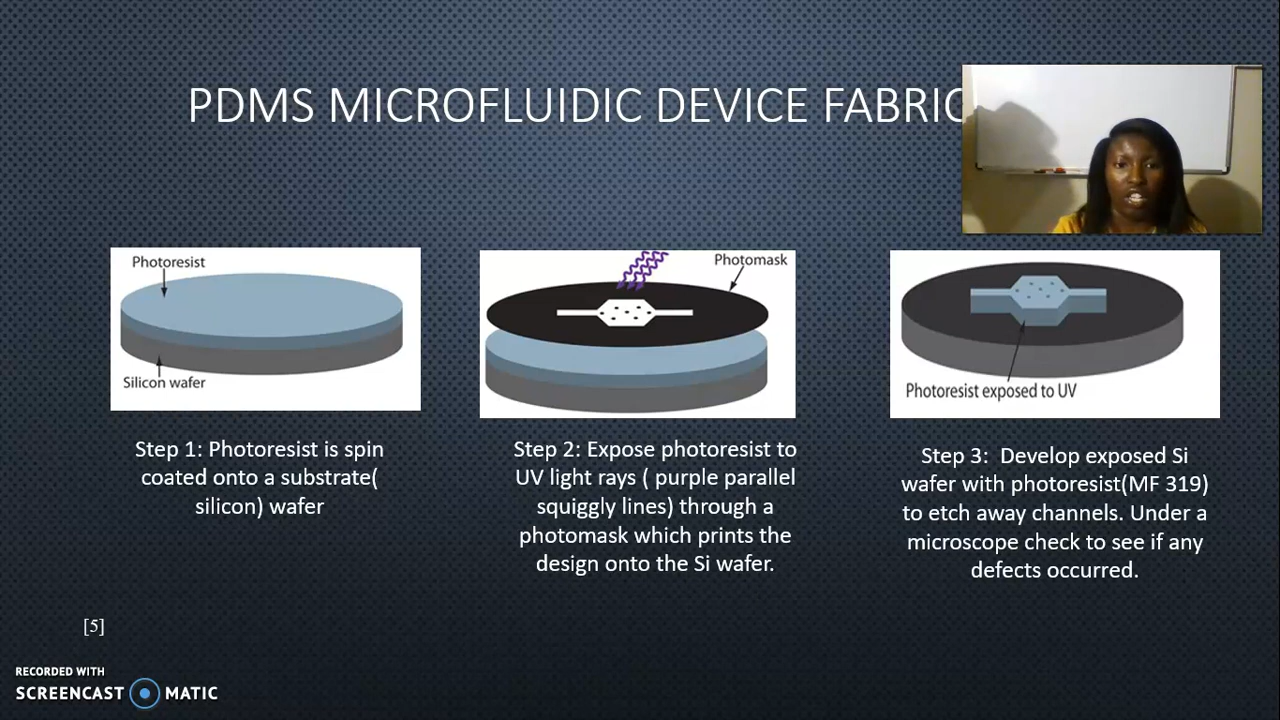 PDMS MICROFLUIDIC DEVICE FABRIC
Photoresist
Silicon wafer
Photomask
Photoresist exposed to UV
Step 1: Photoresist is spin
coated onto a substrate(
silicon) wafer
Step 2: Expose photoresist to
UV light rays ( purple parallel
squiggly lines) through a
photomask which prints the
design onto the Si wafer.
Step 3:  Develop exposed Si
wafer with photoresist(MF 319)
to etch away channels. Under a
microscope check to see if any
defects occurred.
[5]
RECORDED WITH
SCREENCAST MATIC